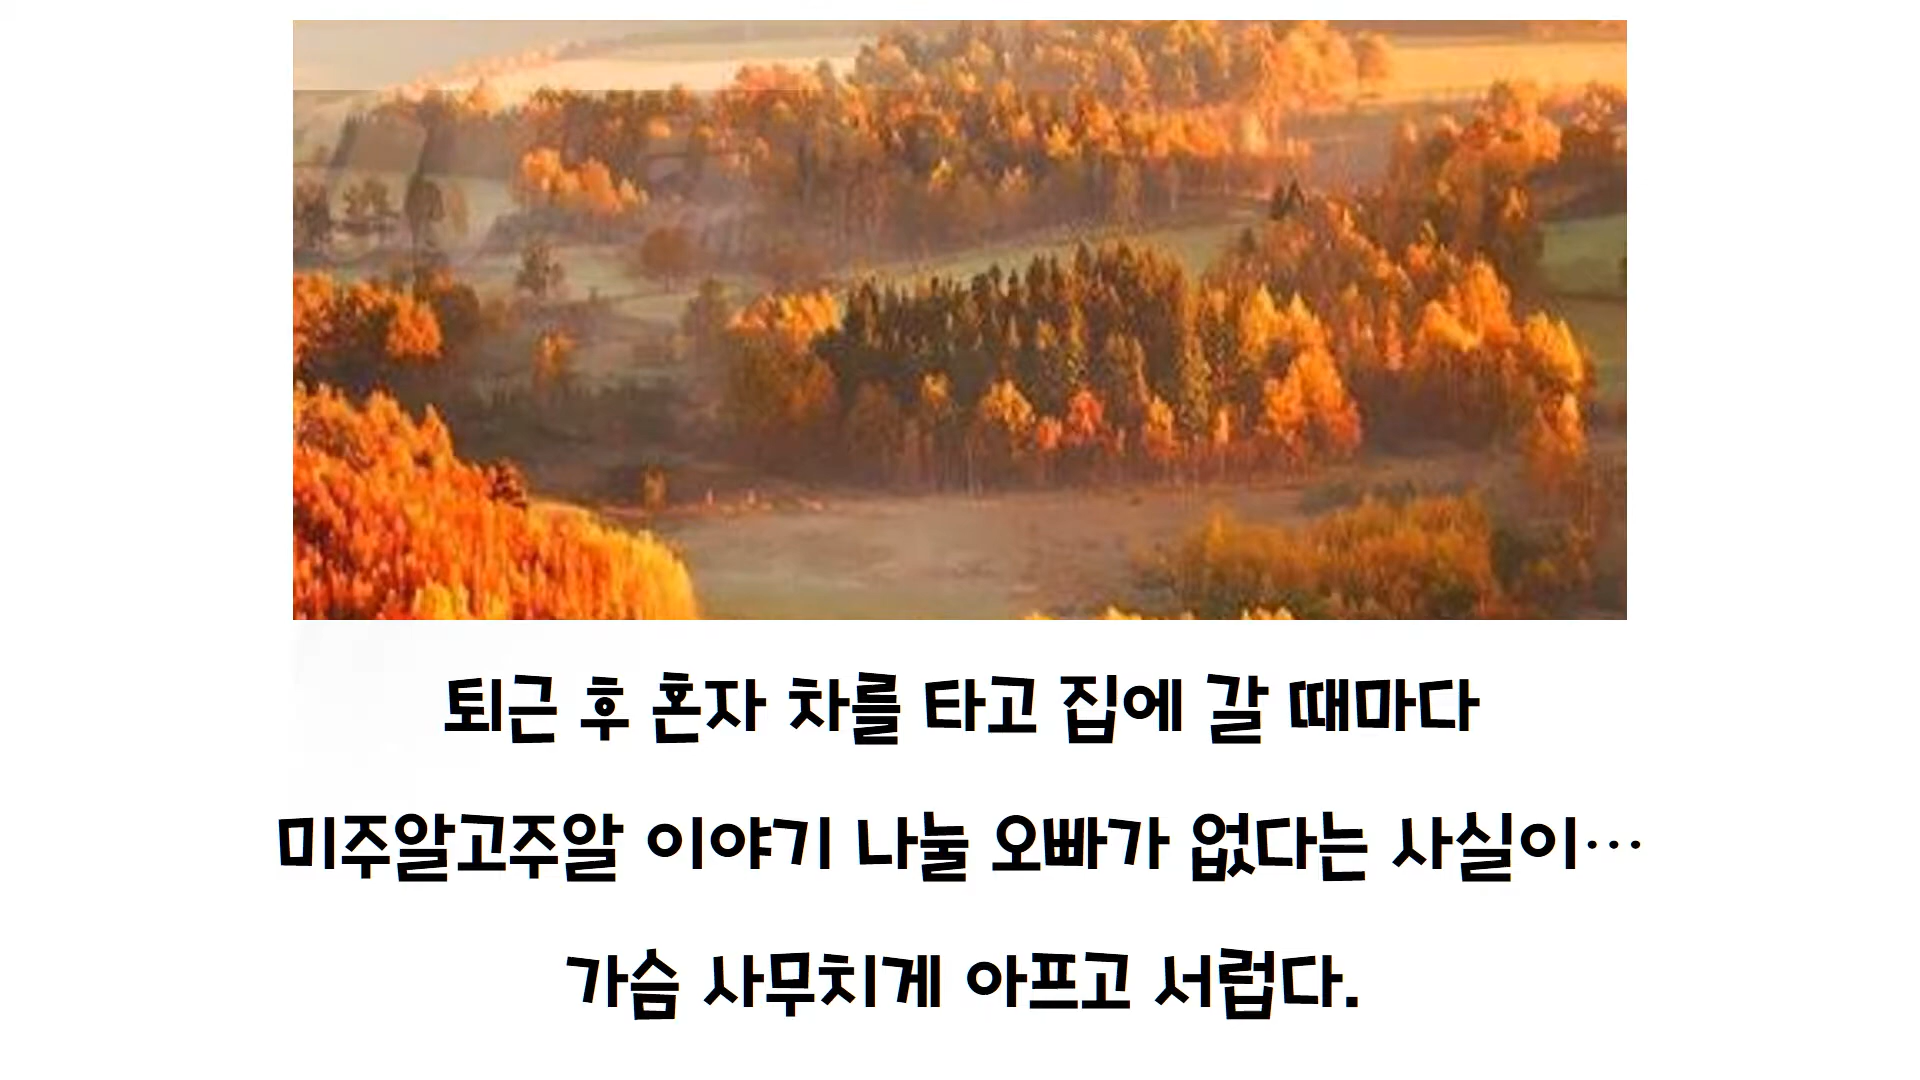 퇴근 후 혼자 차를 타고 집에 갈 때마다
미주알고주알 이야기 나눌 오빠가 없다는 사실이…
가슴 사무치게 아프고 서럽다.